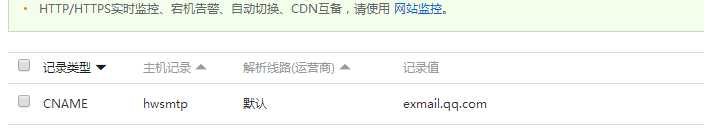 HTTP/HTTPS实时监控、宕机告警、自动切换、CDN互备，请使用 网站监控。
记录类型 主机记录 解析线路(运营商) 记录值
CNAME hwsmtp 默认 exmail.qq.com